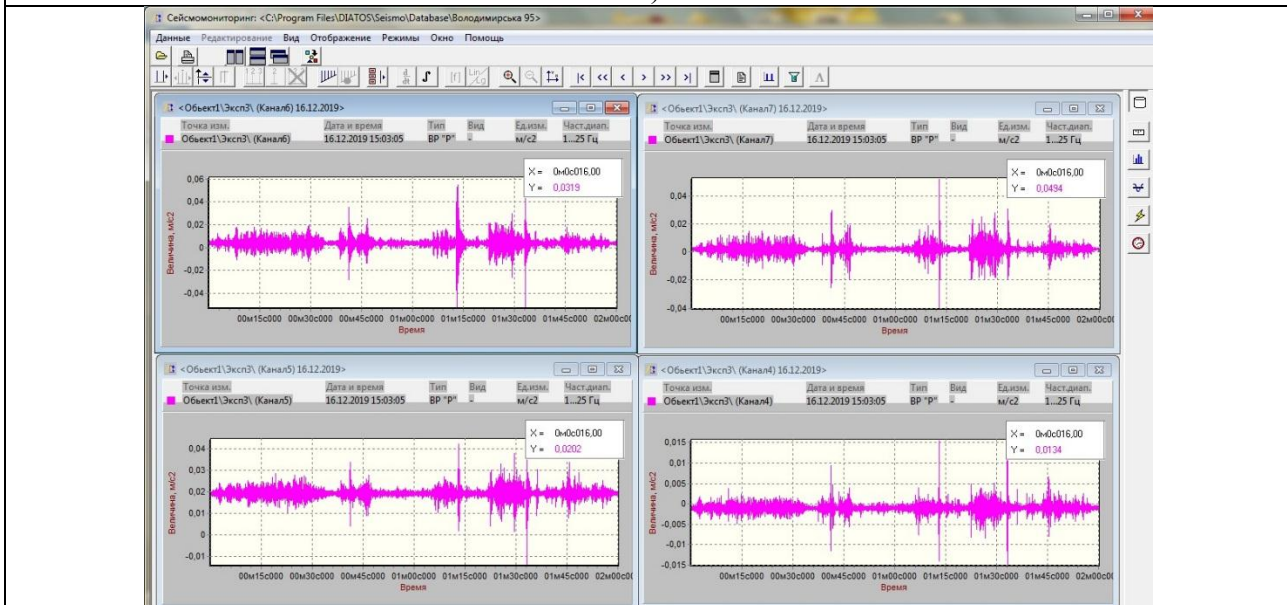 Сейсмомониторинг: <C:\Program Files\DIATOS\Seismo\Database\Володимирська 95>
Данные Редактирование Вид Отображение Режимы Окно Помощь
<Обьект1\Эксп3\ (Канал6) 16.12.2019>
Точка изм. Дата и время Тип Вид Ед.изм. Част.диап.
Обьект1\Эксп3\ (Канал6) 16.12.2019 15:03:05 ВР "Р" - м/с2 1...25 Гц
X = 0м0с016,00
Y = 0,0319
0,06
0,04
0,02
0
-0,02
-0,04
Величина, м/с2
00м15с000 00м30с000 00м45с000 01м00с000 01м15с000 01м30с000 01м45с000 02м00с0
Время
<Обьект1\Эксп3\ (Канал7) 16.12.2019>
Точка изм. Дата и время Тип Вид Ед.изм. Част.диап.
Обьект1\Эксп3\ (Канал7) 16.12.2019 15:03:05 ВР "Р" - м/с2 1...25 Гц
X = 0м0с016,00
Y = 0,0494
0,04
0,02
0
-0,02
-0,04
Величина, м/с2
00м15с000 00м30с000 00м45с000 01м00с000 01м15с000 01м30с000 01м45с000 02м00с0
Время
<Обьект1\Эксп3\ (Канал5) 16.12.2019>
Точка изм. Дата и время Тип Вид Ед.изм. Част.диап.
Обьект1\Эксп3\ (Канал5) 16.12.2019 15:03:05 ВР "Р" - м/с2 1...25 Гц
X = 0м0с016,00
Y = 0,0202
0,04
0,03
0,02
0,01
0
-0,01
Величина, м/с2
00м15с000 00м30с000 00м45с000 01м00с000 01м15с000 01м30с000 01м45с000 02м00с0
Время
<Обьект1\Эксп3\ (Канал4) 16.12.2019>
Точка изм. Дата и время Тип Вид Ед.изм. Част.диап.
Обьект1\Эксп3\ (Канал4) 16.12.2019 15:03:05 ВР "Р" - м/с2 1...25 Гц
X = 0м0с016,00
Y = 0,0134
0,015
0,01
0,005
0
-0,005
-0,01
-0,015
Величина, м/с2
00м15с000 00м30с000 00м45с000 01м00с000 01м15с000 01м30с000 01м45с000 02м00с0
Время